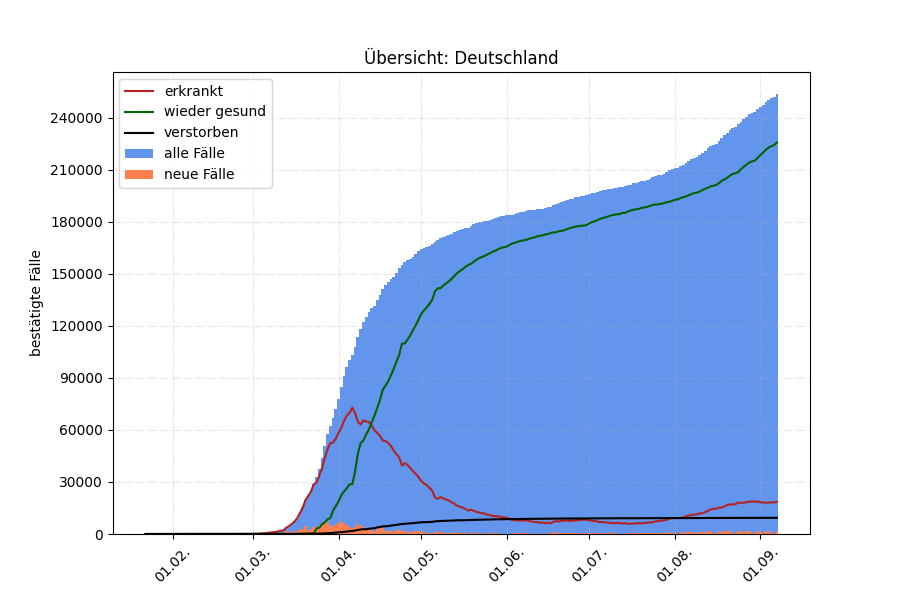 Übersicht: Deutschland
erkrankt
wieder gesund
verstorben
alle Fälle
neue Fälle
bestätigte Fälle
240000
210000
180000
150000
120000
90000
60000
30000
0
01.02.
01.03.
01.04.
01.05.
01.06.
01.07.
01.08.
01.09.